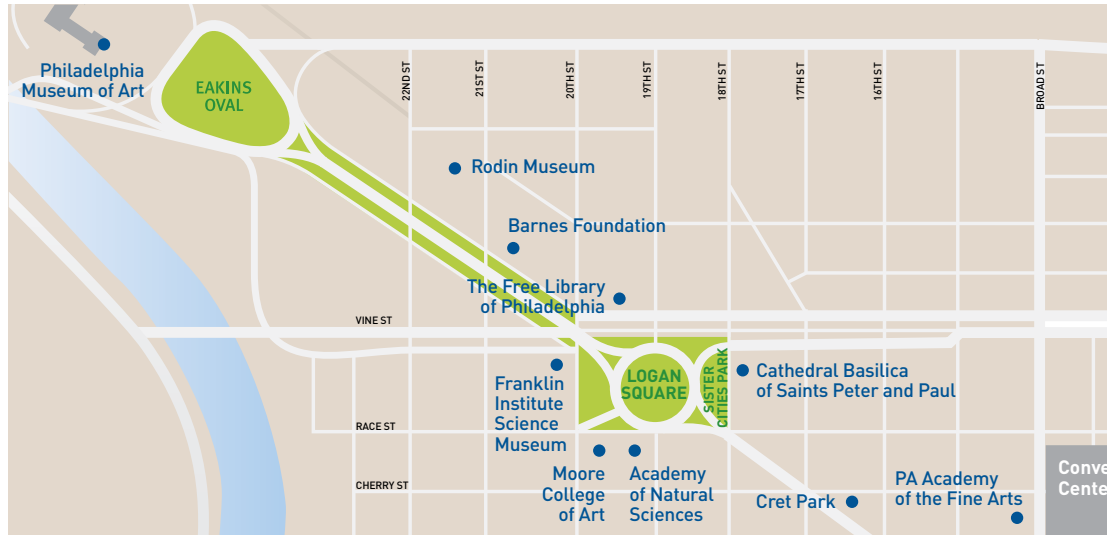 Philadelphia
Museum of Art
EAKINS
OVAL
22ND ST
21ST ST
20TH ST
19TH ST
18TH ST
17TH ST
16TH ST
BROAD ST
Rodin Museum
Barnes Foundation
The Free Library
of Philadelphia
VINE ST
LOGAN
SQUARE
SISTER
CITIES PARK
Cathedral Basilica
of Saints Peter and Paul
Franklin
Institute
Science
Museum
RACE ST
CHERRY ST
Moore
College
of Art
Academy
of Natural
Sciences
Cret Park
PA Academy
of the Fine Arts
Conve
Center